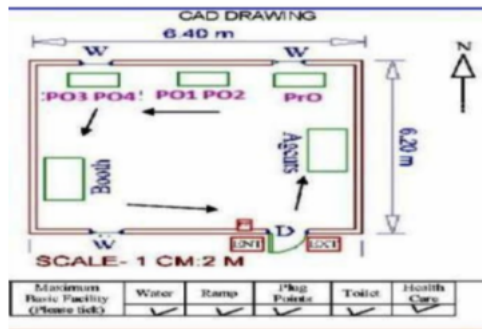 CAD DRAWING
6.40 m
W W
N
PO3 PO4 PO1 PO2 PrO
Agents
6.20 m
Booth
W D
ENT EXT
SCALE- 1 CM:2 M
Maximum Basic Facility (Please tick) Water Ramp Plug Points Toilet Health Care